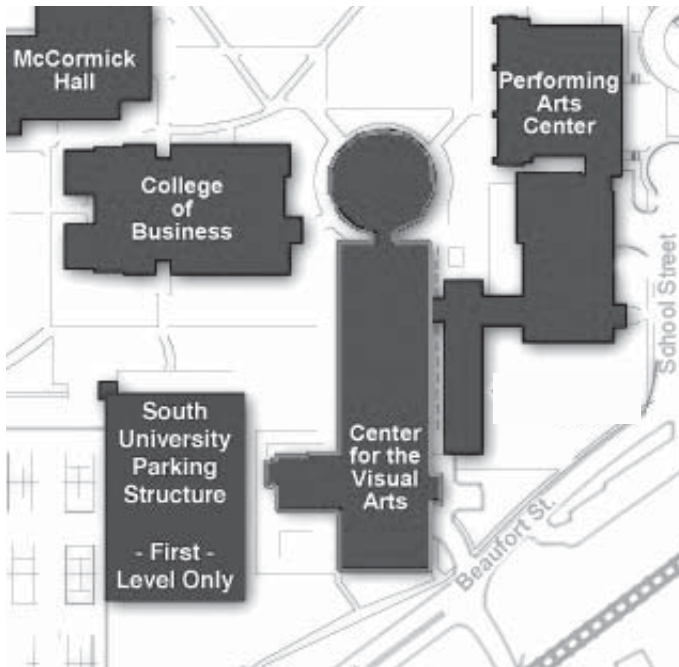 McCormick
Hall
Performing
Arts
Center
College
of
Business
School Street
South
University
Parking
Structure
- First -
Level Only
Center
for the
Visual
Arts
Beaufort St.